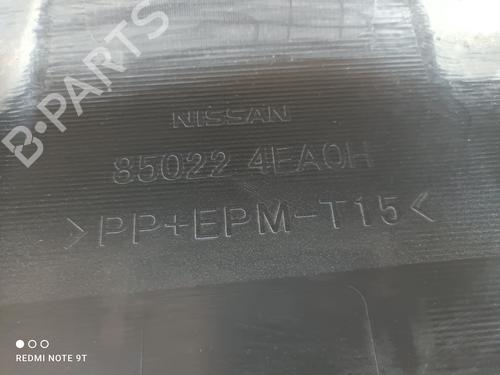 B-PARTS
NISSAN
85022 4EA0H
>PP+EPM-T15<
REDMI NOTE 9T